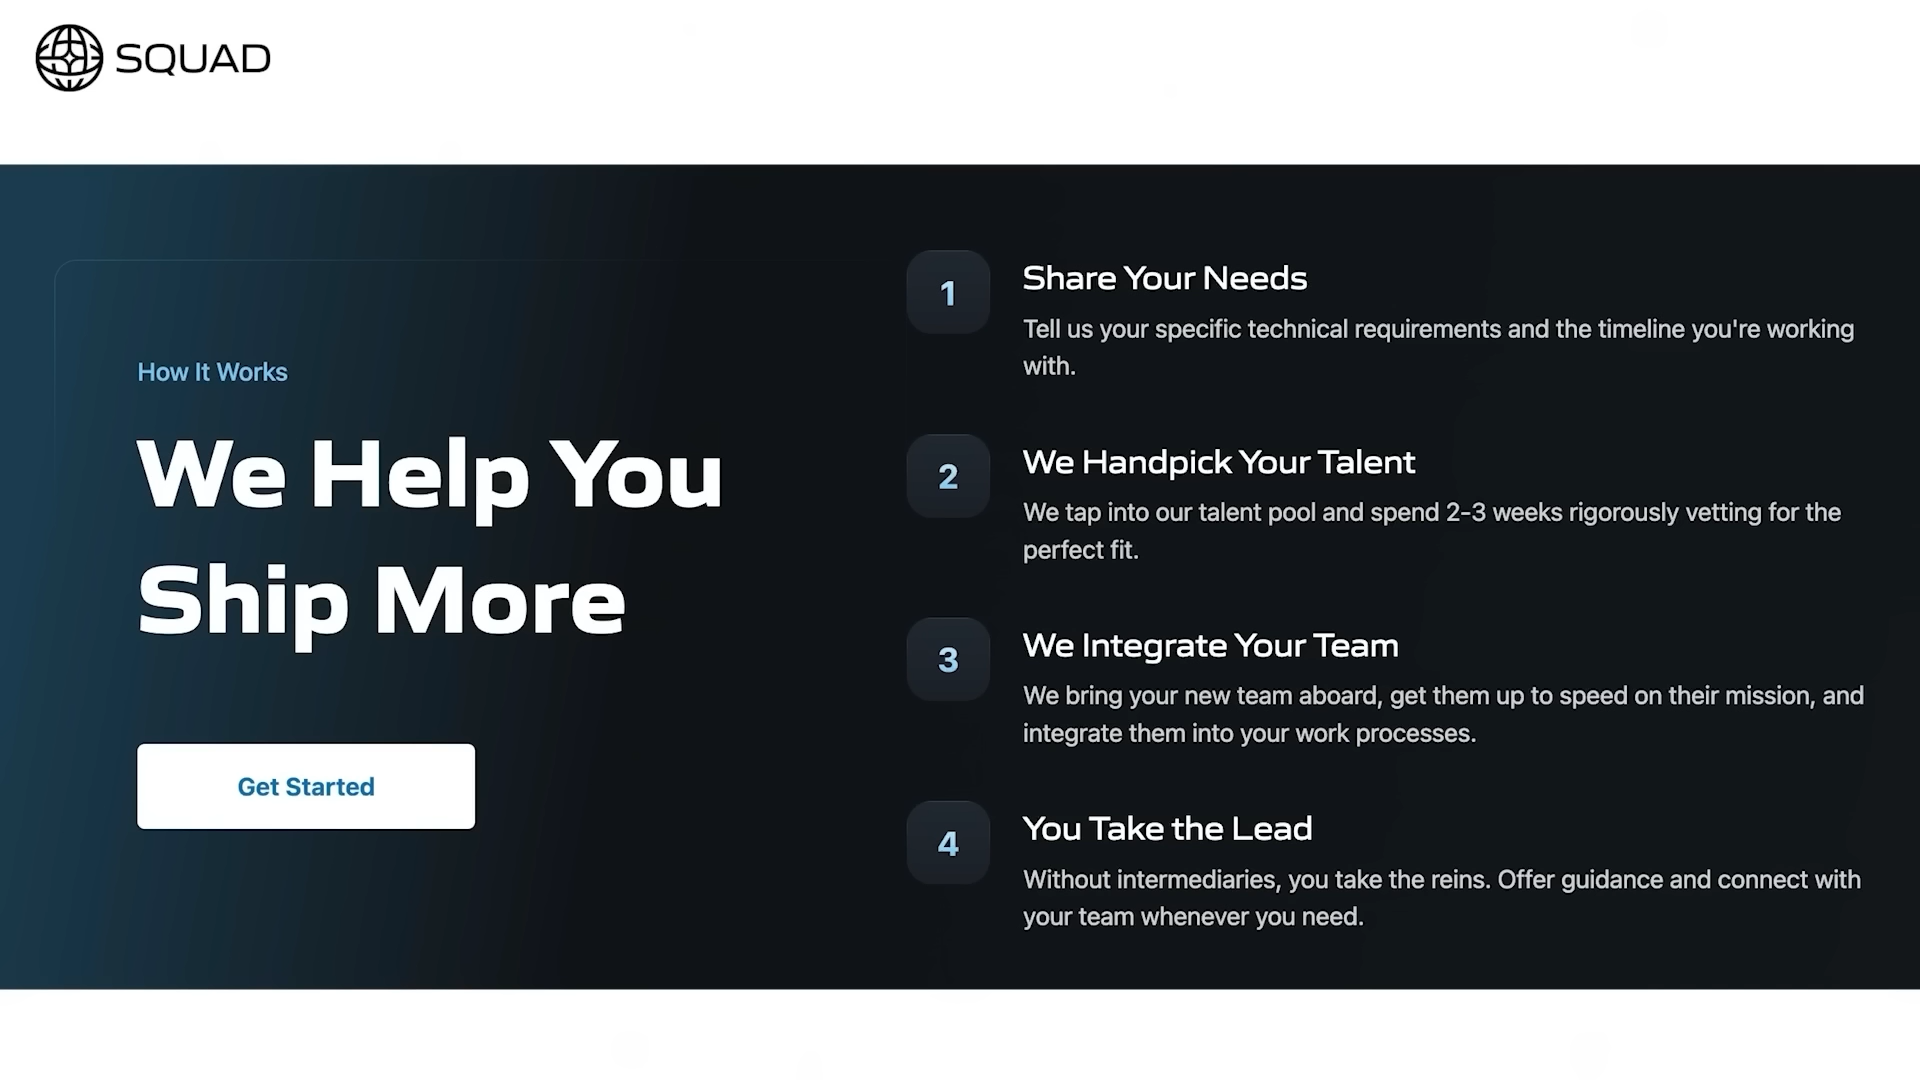 SQUAD
How It Works
We Help You
Ship More
Get Started
1
Share Your Needs
Tell us your specific technical requirements and the timeline you're working
with.
2
We Handpick Your Talent
We tap into our talent pool and spend 2-3 weeks rigorously vetting for the
perfect fit.
3
We Integrate Your Team
We bring your new team aboard, get them up to speed on their mission, and
integrate them into your work processes.
4
You Take the Lead
Without intermediaries, you take the reins. Offer guidance and connect with
your team whenever you need.